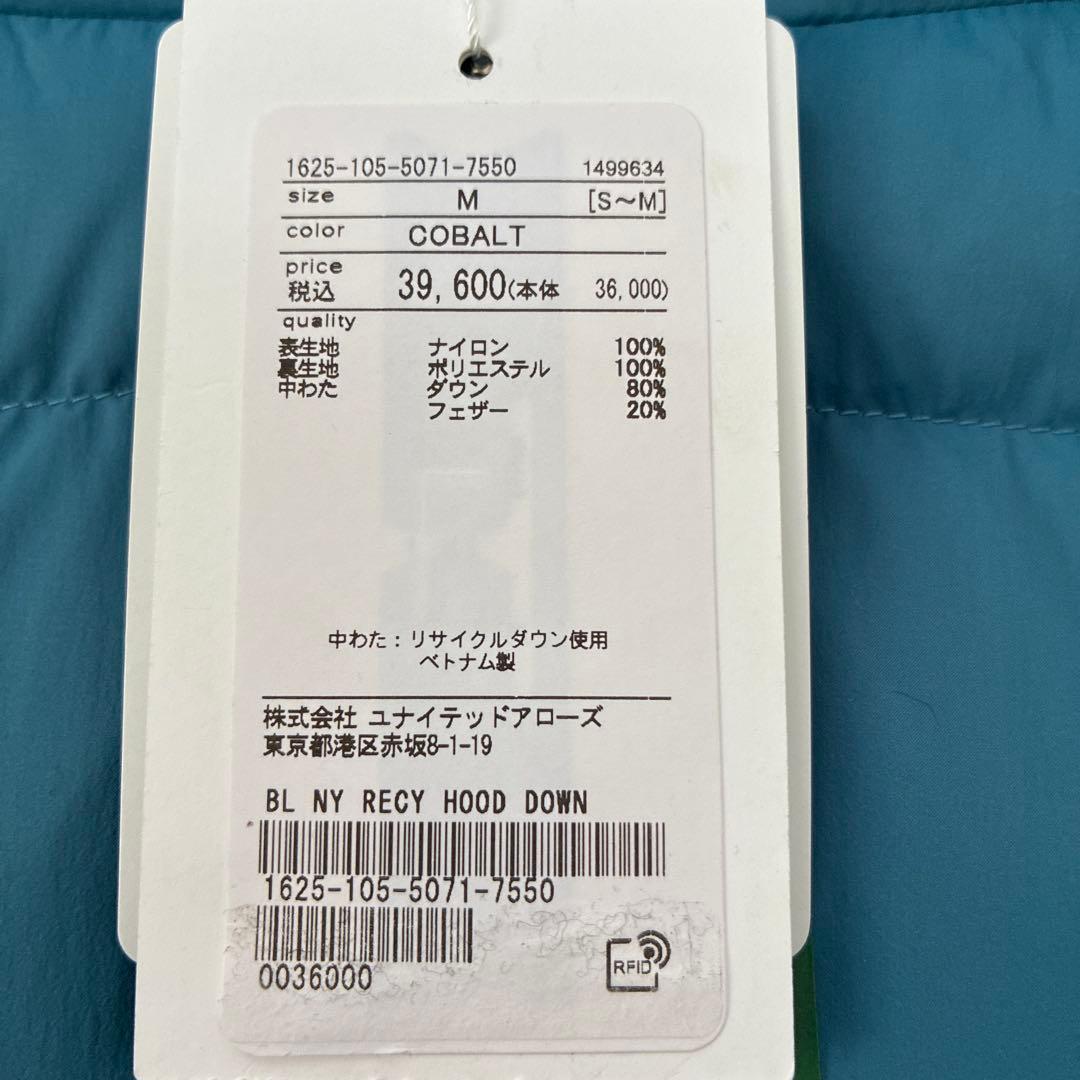 1625-105-5071-7550 1499634
size M [S～M]
color COBALT
price
税込 39,600(本体 36,000)
quality
表生地 ナイロン 100%
裏生地 ポリエステル 100%
中わた ダウン 80%
フェザー 20%
中わた：リサイクルダウン使用
ベトナム製
株式会社 ユナイテッドアローズ
東京都港区赤坂8-1-19
BL NY RECY HOOD DOWN
1625-105-5071-7550
0036000
RFID